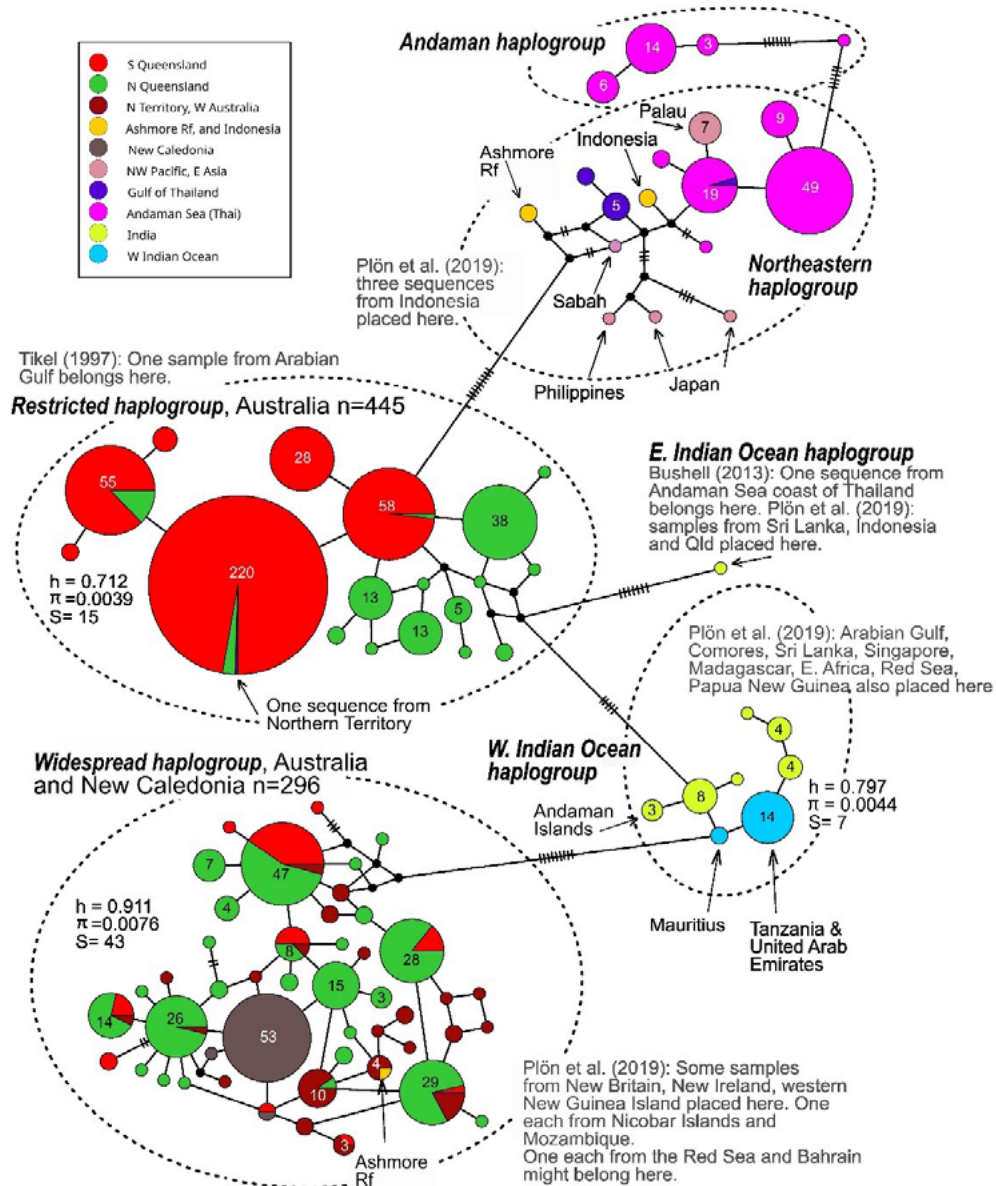 S Queensland
N Queensland
N Territory, W Australia
Ashmore Rf, and Indonesia
New Caledonia
NW Pacific, E Asia
Gulf of Thailand
Andaman Sea (Thai)
India
W Indian Ocean
Andaman haplogroup
14
3
6
Palau
7
9
Indonesia
Ashmore
Rf
5
19
49
Northeastern
haplogroup
Plön et al. (2019):
three sequences
from Indonesia
placed here.
Sabah
Philippines
Japan
Tikel (1997): One sample from Arabian
Gulf belongs here.
Restricted haplogroup, Australia n=445
55
28
58
38
220
13
13
5
h = 0.712
π =0.0039
S= 15
One sequence from
Northern Territory
E. Indian Ocean haplogroup
Bushell (2013): One sequence from
Andaman Sea coast of Thailand
belongs here. Plön et al. (2019):
samples from Sri Lanka, Indonesia
and Qld placed here.
Plön et al. (2019): Arabian Gulf,
Comores, Sri Lanka, Singapore,
Madagascar, E. Africa, Red Sea,
Papua New Guinea also placed here
W. Indian Ocean
haplogroup
4
4
8
3
14
h = 0.797
π =0.0044
S= 7
Andaman
Islands
Mauritius
Tanzania &
United Arab
Emirates
Widespread haplogroup, Australia
and New Caledonia n=296
47
7
4
h = 0.911
π =0.0076
S= 43
8
28
15
3
14
26
53
4
10
29
3
Ashmore
Rf
Plön et al. (2019): Some samples
from New Britain, New Ireland, western
New Guinea Island placed here. One
each from Nicobar Islands and
Mozambique.
One each from the Red Sea and Bahrain
might belong here.